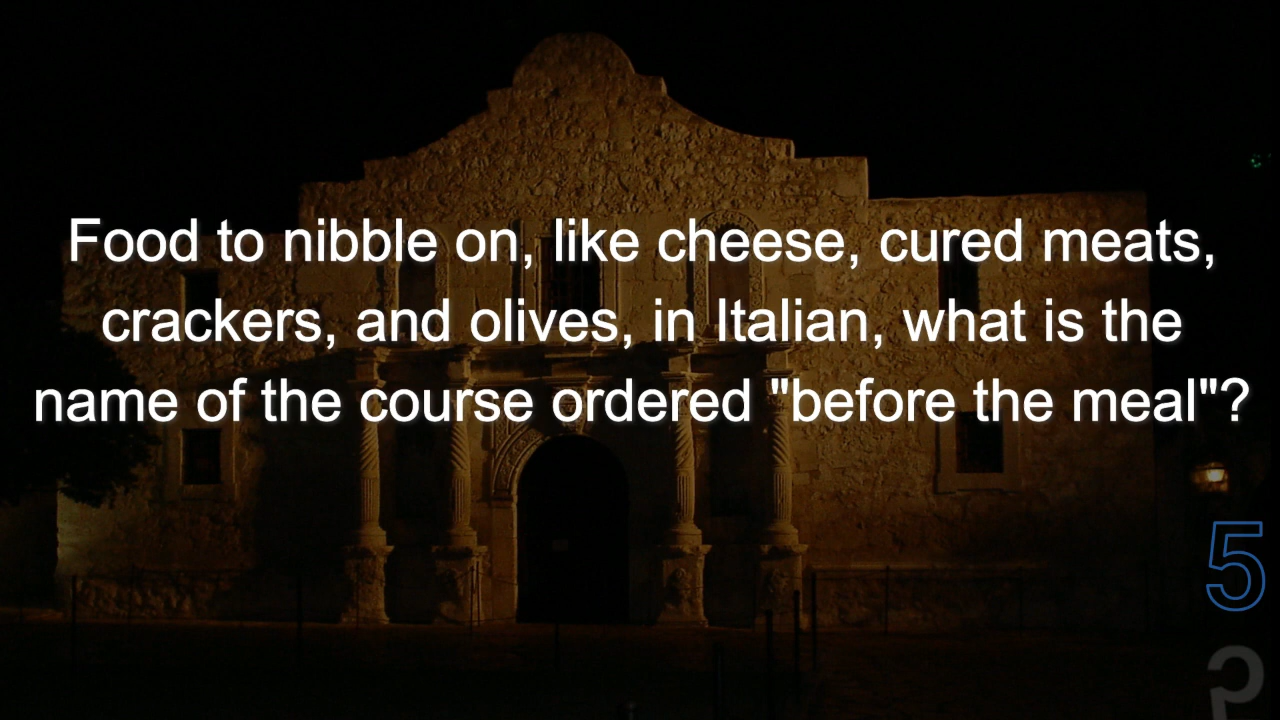 Food to nibble on, like cheese, cured meats,
crackers, and olives, in Italian, what is the
name of the course ordered "before the meal"?
5